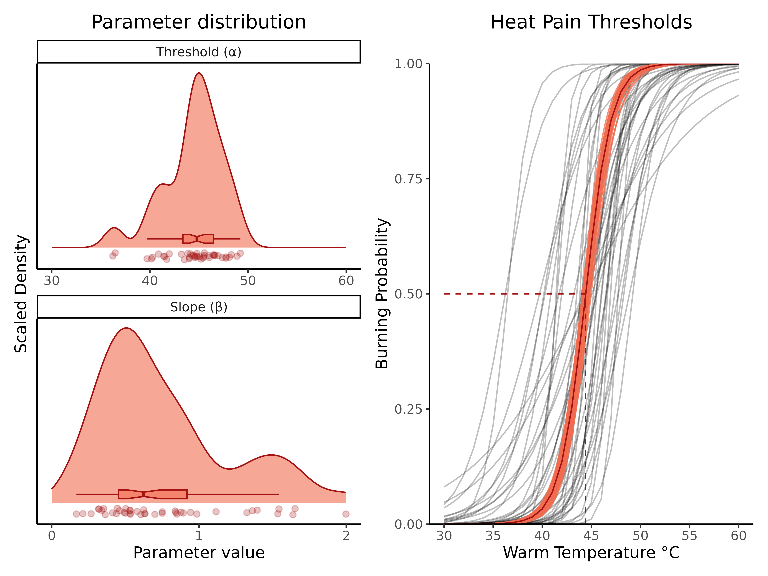 Parameter distribution
Threshold (α)
30 40 50 60
Slope (β)
0 1 2
Parameter value
Scaled Density
Heat Pain Thresholds
1.00
0.75
0.50
0.25
0.00
30 35 40 45 50 55 60
Warm Temperature °C
Burning Probability